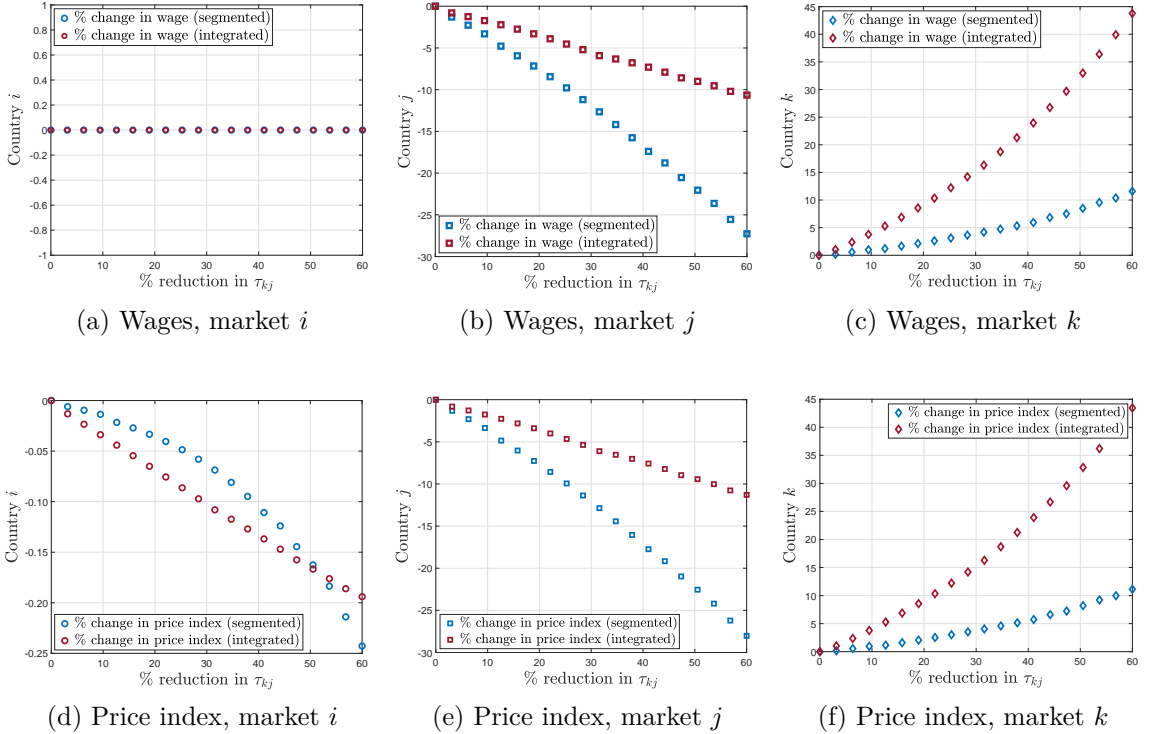 1
0.8
0.6
0.4
0.2
0
-0.2
-0.4
-0.6
-0.8
-1
Country i
% change in wage (segmented)
% change in wage (integrated)
0 10 20 30 40 50 60
% reduction in τkj
(a) Wages, market i
0
-5
-10
-15
-20
-25
-30
Country j
% change in wage (segmented)
% change in wage (integrated)
0 10 20 30 40 50 60
% reduction in τkj
(b) Wages, market j
45
40
35
30
25
20
15
10
5
0
Country k
% change in wage (segmented)
% change in wage (integrated)
0 10 20 30 40 50 60
% reduction in τkj
(c) Wages, market k
0
-0.05
-0.10
-0.15
-0.20
-0.25
Country i
% change in price index (segmented)
% change in price index (integrated)
0 10 20 30 40 50 60
% reduction in τkj
(d) Price index, market i
0
-5
-10
-15
-20
-25
-30
Country j
% change in price index (segmented)
% change in price index (integrated)
0 10 20 30 40 50 60
% reduction in τkj
(e) Price index, market j
45
40
35
30
25
20
15
10
5
0
Country k
% change in price index (segmented)
% change in price index (integrated)
0 10 20 30 40 50 60
% reduction in τkj
(f) Price index, market k